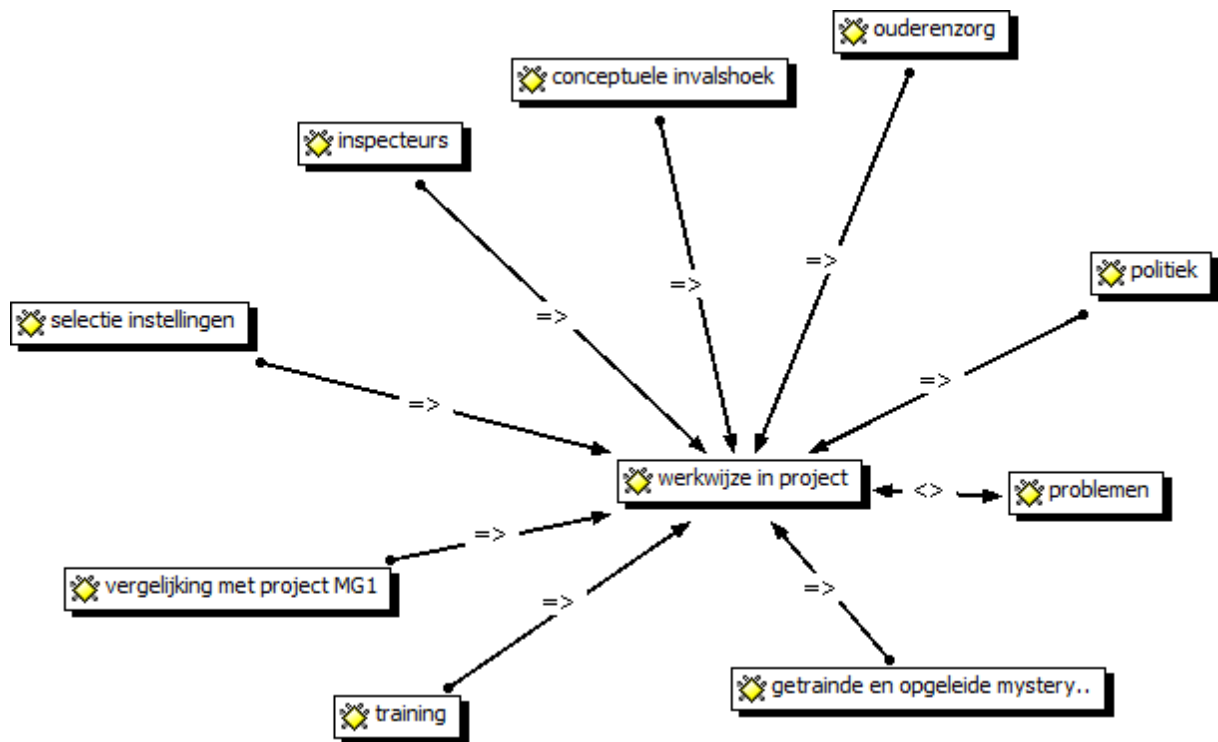 ouderenzorg
conceptuele invalshoek
inspecteurs
=>
politiek
=>
=>
selectie instellingen
=>
=>
=>
werkwijze in project
<>
problemen
=>
vergelijking met project MG1
=>
=>
getrainde en opgeleide mystery..
training